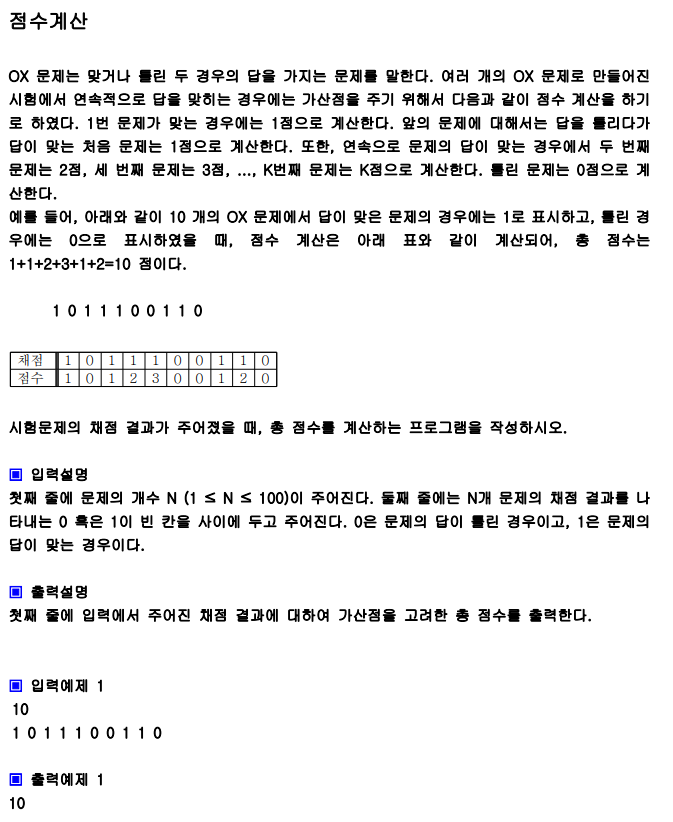 점수계산
OX 문제는 맞거나 틀린 두 경우의 답을 가지는 문제를 말한다. 여러 개의 OX 문제로 만들어진
시험에서 연속적으로 답을 맞히는 경우에는 가산점을 주기 위해서 다음과 같이 점수 계산을 하기
로 하였다. 1번 문제가 맞는 경우에는 1점으로 계산한다. 앞의 문제에 대해서는 답을 틀리다가
답이 맞는 처음 문제는 1점으로 계산한다. 또한, 연속으로 문제의 답이 맞는 경우에서 두 번째
문제는 2점, 세 번째 문제는 3점, ..., K번째 문제는 K점으로 계산한다. 틀린 문제는 0점으로 계
산한다.
예를 들어, 아래와 같이 10 개의 OX 문제에서 답이 맞은 문제의 경우에는 1로 표시하고, 틀린 경
우에는 0으로 표시하였을 때, 점수 계산은 아래 표와 같이 계산되어, 총 점수는
1+1+2+3+1+2=10 점이다.
1 0 1 1 1 0 0 1 1 0
채점 1 0 1 1 1 0 0 1 1 0
점수 1 0 1 2 3 0 0 1 2 0
시험문제의 채점 결과가 주어졌을 때, 총 점수를 계산하는 프로그램을 작성하시오.
▣ 입력설명
첫째 줄에 문제의 개수 N (1 ≤ N ≤ 100)이 주어진다. 둘째 줄에는 N개 문제의 채점 결과를 나
타내는 0 혹은 1이 빈 칸을 사이에 두고 주어진다. 0은 문제의 답이 틀린 경우이고, 1은 문제의
답이 맞는 경우이다.
▣ 출력설명
첫째 줄에 입력에서 주어진 채점 결과에 대하여 가산점을 고려한 총 점수를 출력한다.
▣ 입력예제 1
10
1 0 1 1 1 0 0 1 1 0
▣ 출력예제 1
10